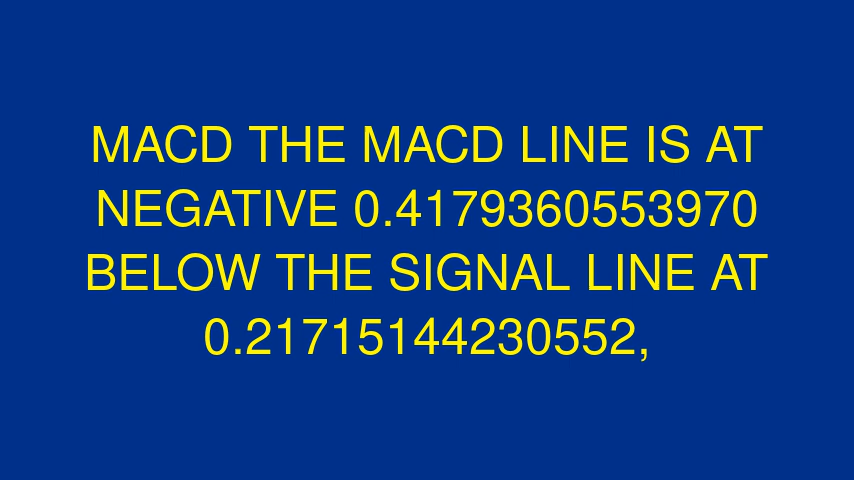 MACD THE MACD LINE IS AT
NEGATIVE 0.4179360553970
BELOW THE SIGNAL LINE AT
0.21715144230552,